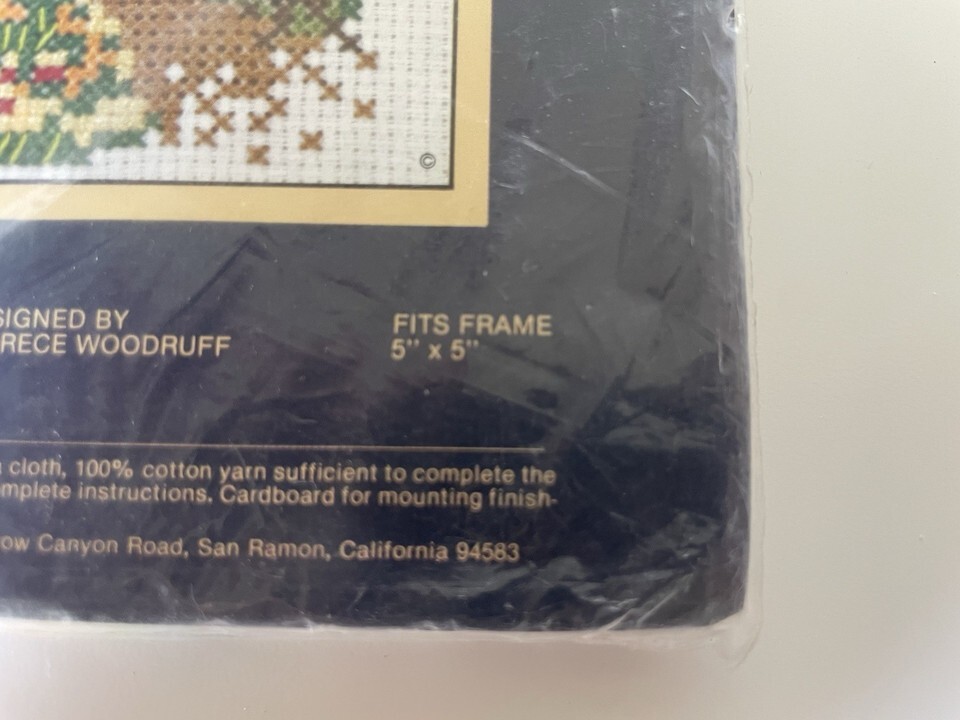 ©
SIGNED BY
RECE WOODRUFF
FITS FRAME
5" x 5"
cloth, 100% cotton yarn sufficient to complete the
mplete instructions. Cardboard for mounting finish-
ow Canyon Road, San Ramon, California 94583